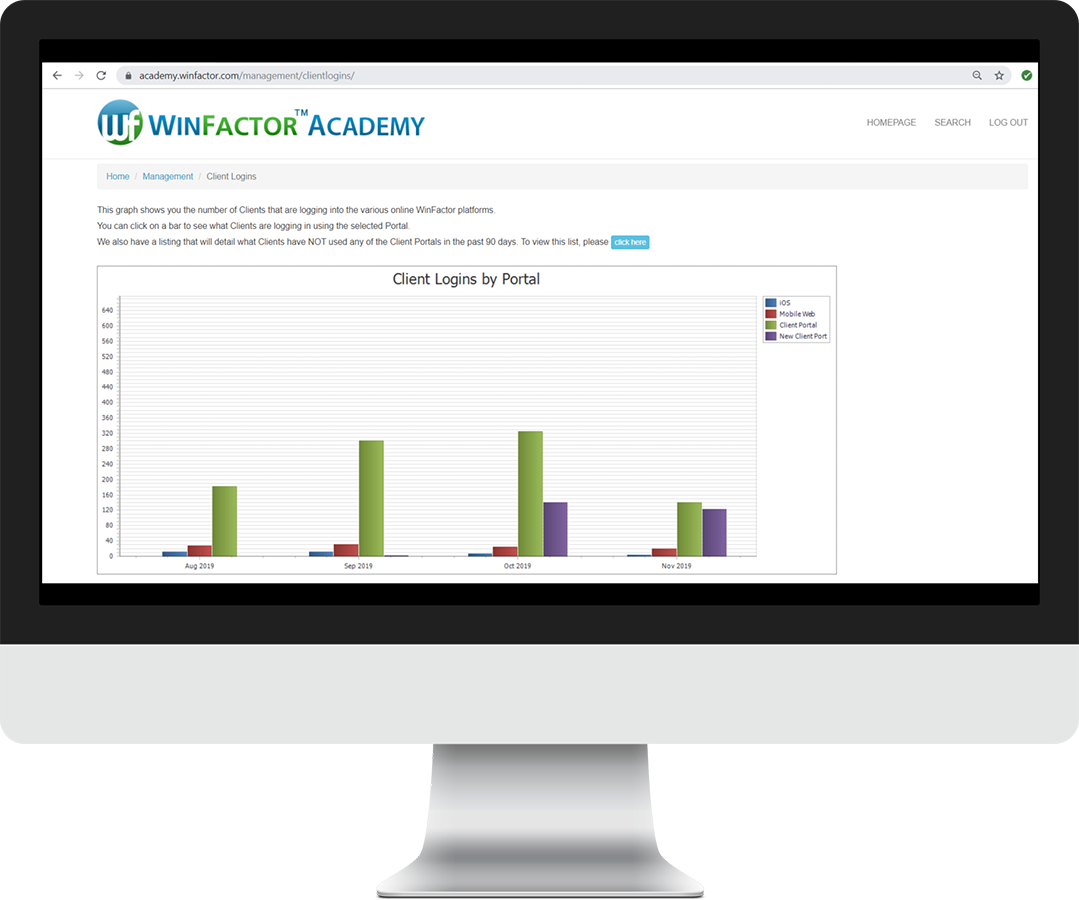 academy.winfactor.com/management/clientlogins/
wf WINFACTOR™ ACADEMY
HOMEPAGE SEARCH LOG OUT
Home / Management / Client Logins
This graph shows you the number of Clients that are logging into the various online WinFactor platforms.
You can click on a bar to see what Clients are logging in using the selected Portal.
We also have a listing that will detail what Clients have NOT used any of the Client Portals in the past 90 days. To view this list, please click here
Client Logins by Portal
iOS
Mobile Web
Client Portal
New Client Port
640
600
560
520
480
440
400
360
320
280
240
200
160
120
80
40
0
Aug 2019 Sep 2019 Oct 2019 Nov 2019